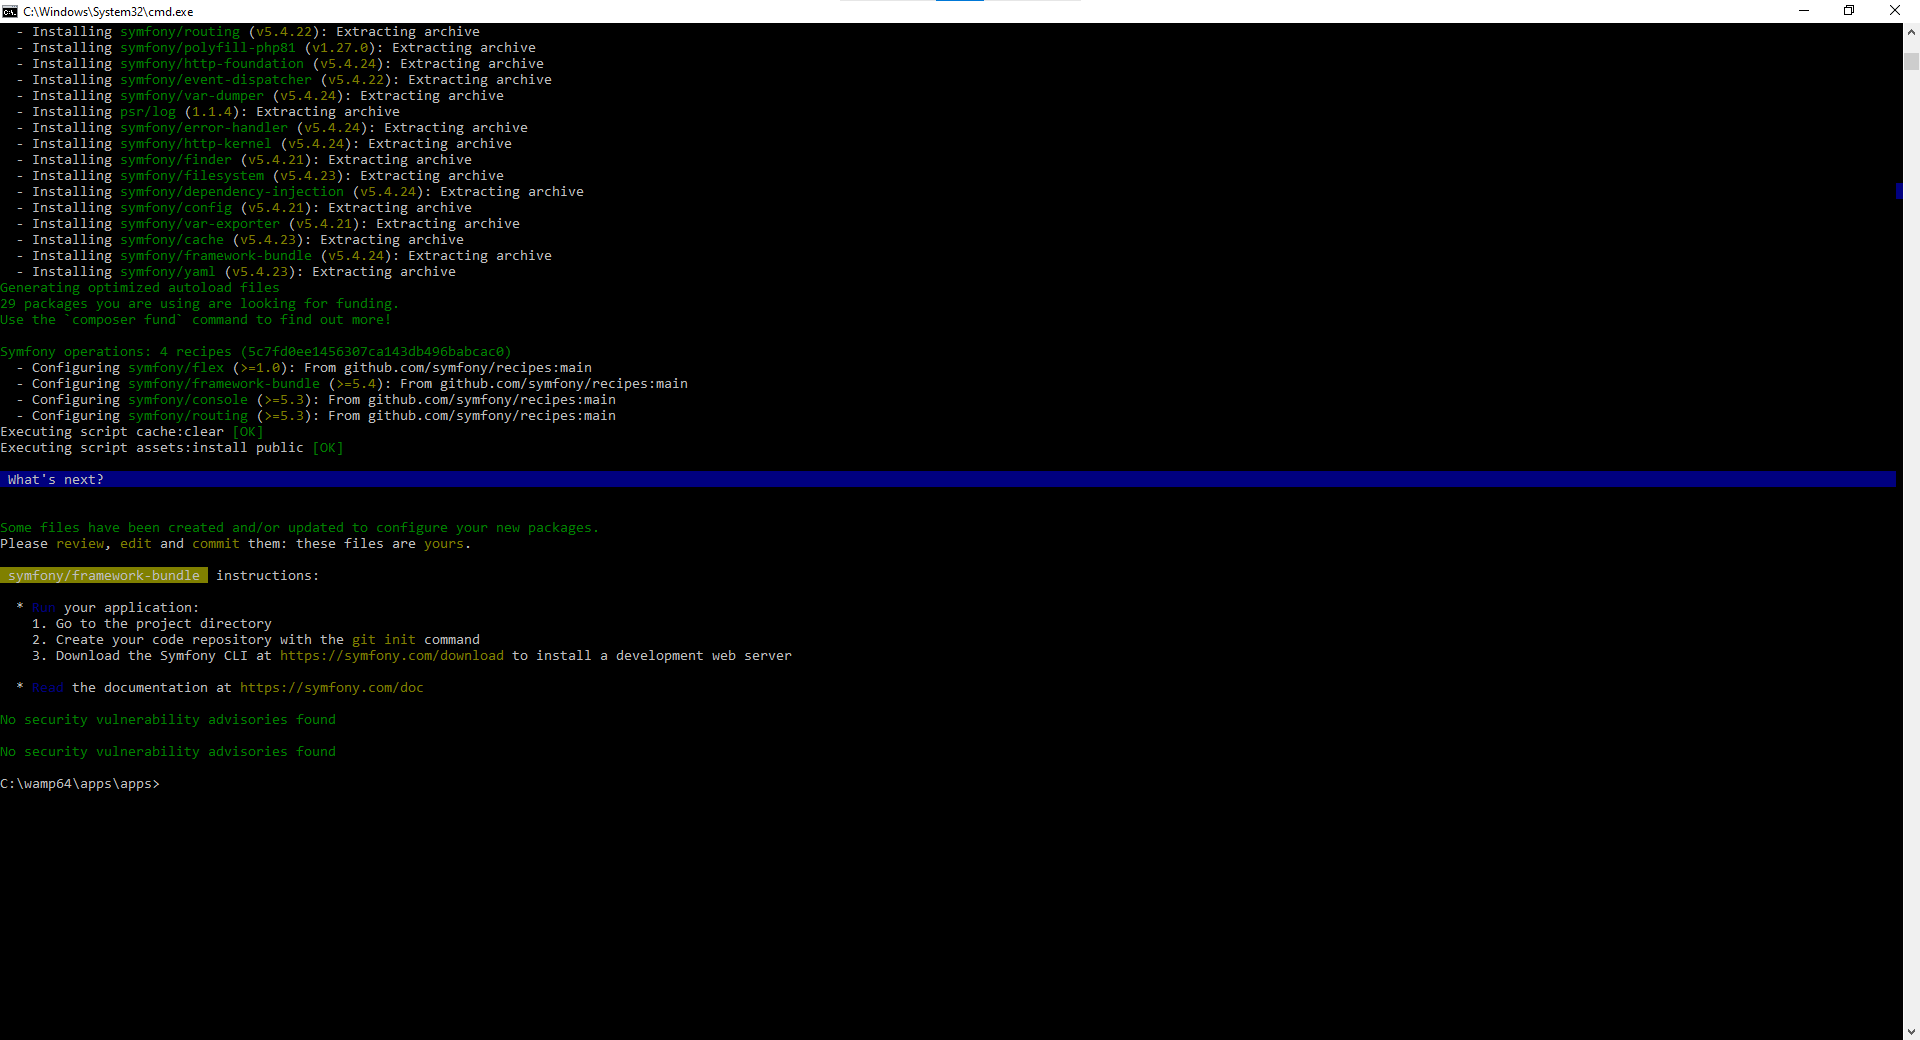 C:\Windows\System32\cmd.exe
- Installing symfony/routing (v5.4.22): Extracting archive
- Installing symfony/polyfill-php81 (v1.27.0): Extracting archive
- Installing symfony/http-foundation (v5.4.24): Extracting archive
- Installing symfony/event-dispatcher (v5.4.22): Extracting archive
- Installing symfony/var-dumper (v5.4.24): Extracting archive
- Installing psr/log (1.1.4): Extracting archive
- Installing symfony/error-handler (v5.4.24): Extracting archive
- Installing symfony/http-kernel (v5.4.24): Extracting archive
- Installing symfony/finder (v5.4.21): Extracting archive
- Installing symfony/filesystem (v5.4.23): Extracting archive
- Installing symfony/dependency-injection (v5.4.24): Extracting archive
- Installing symfony/config (v5.4.21): Extracting archive
- Installing symfony/var-exporter (v5.4.21): Extracting archive
- Installing symfony/cache (v5.4.23): Extracting archive
- Installing symfony/framework-bundle (v5.4.24): Extracting archive
- Installing symfony/yaml (v5.4.23): Extracting archive
Generating optimized autoload files
29 packages you are using are looking for funding.
Use the `composer fund` command to find out more!
Symfony operations: 4 recipes (5c7fd0ee1456307ca143db496babcac0)
- Configuring symfony/flex (>=1.0): From github.com/symfony/recipes:main
- Configuring symfony/framework-bundle (>=5.4): From github.com/symfony/recipes:main
- Configuring symfony/console (>=5.3): From github.com/symfony/recipes:main
- Configuring symfony/routing (>=5.3): From github.com/symfony/recipes:main
Executing script cache:clear [OK]
Executing script assets:install public [OK]
What's next?
Some files have been created and/or updated to configure your new packages.
Please review, edit and commit them: these files are yours.
symfony/framework-bundle instructions:
* Run your application:
1. Go to the project directory
2. Create your code repository with the git init command
3. Download the Symfony CLI at https://symfony.com/download to install a development web server
* Read the documentation at https://symfony.com/doc
No security vulnerability advisories found
No security vulnerability advisories found
C:\wamp64\apps\apps>